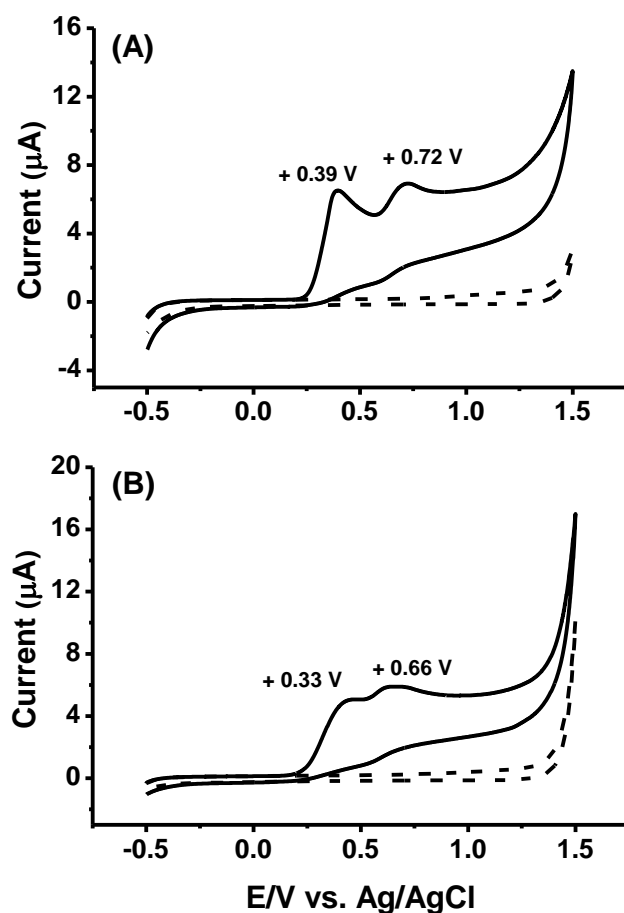 (A)
+ 0.39 V
+ 0.72 V
Current (μA)
16
12
8
4
0
-4
-0.5 0.0 0.5 1.0 1.5
(B)
+ 0.33 V
+ 0.66 V
Current (μA)
20
16
12
8
4
0
-0.5 0.0 0.5 1.0 1.5
E/V vs. Ag/AgCl